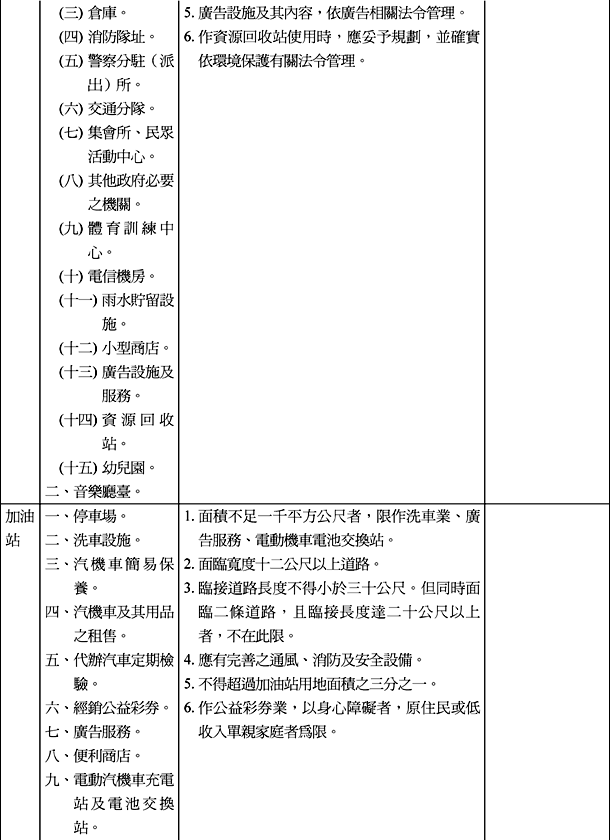 (三) 倉庫。
(四) 消防隊址。
(五) 警察分駐（派
出）所。
(六) 交通分隊。
(七) 集會所、民眾
活動中心。
(八) 其他政府必要
之機關。
(九) 體育訓練中
心。
(十) 電信機房。
(十一) 雨水貯留設
施。
(十二) 小型商店。
(十三) 廣告設施及
服務。
(十四) 資源回收
站。
(十五) 幼兒園。
二、音樂廳臺。
5. 廣告設施及其內容，依廣告相關法令管理。
6. 作資源回收站使用時，應妥予規劃，並確實
依環境保護有關法令管理。
加油
站
一、停車場。
二、洗車設施。
三、汽機車簡易保
養。
四、汽機車及其用品
之租售。
五、代辦汽車定期檢
驗。
六、經銷公益彩券。
七、廣告服務。
八、便利商店。
九、電動汽機車充電
站及電池交換
站。
1. 面積不足一千平方公尺者，限作洗車業、廣
告服務、電動機車電池交換站。
2. 面臨寬度十二公尺以上道路。
3. 臨接道路長度不得小於三十公尺。但同時面
臨二條道路，且臨接長度達二十公尺以上
者，不在此限。
4. 應有完善之通風、消防及安全設備。
5. 不得超過加油站用地面積之三分之一。
6. 作公益彩券業，以身心障礙者，原住民或低
收入單親家庭者為限。